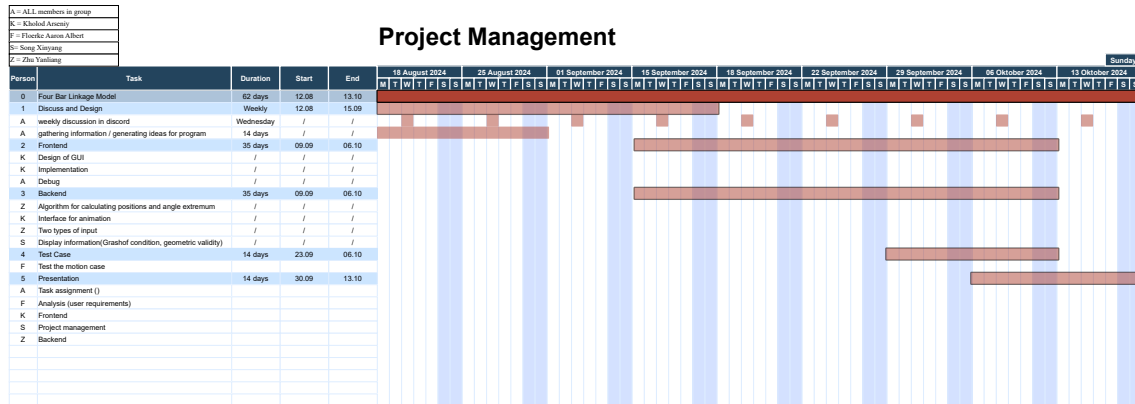 A = ALL members in group
K = Kholod Arseniy
F = Floerke Aaron Albert
S= Song Xinyang
Z = Zhu Yanliang
Project Management
Sunday
Person Task Duration Start End 18 August 2024 25 August 2024 01 September 2024 15 September 2024 18 September 2024 22 September 2024 29 September 2024 06 Oktober 2024 13 Oktober 2024
M T W T F S S M T W T F S S M T W T F S S M T W T F S S M T W T F S S M T W T F S S M T W T F S S M T W T F S S M T W T F S S
0 Four Bar Linkage Model 62 days 12.08 13.10
1 Discuss and Design Weekly 12.08 15.09
A weekly discussion in discord Wednesday / /
A gathering information / generating ideas for program 14 days / /
2 Frontend 35 days 09.09 06.10
K Design of GUI / / /
K Implementation / / /
A Debug / / /
3 Backend 35 days 09.09 06.10
Z Algorithm for calculating positions and angle extremum / / /
K Interface for animation / / /
Z Two types of input / / /
S Display information(Grashof condition, geometric validity) / / /
4 Test Case 14 days 23.09 06.10
F Test the motion case
5 Presentation 14 days 30.09 13.10
A Task assignment ()
F Analysis (user requirements)
K Frontend
S Project management
Z Backend